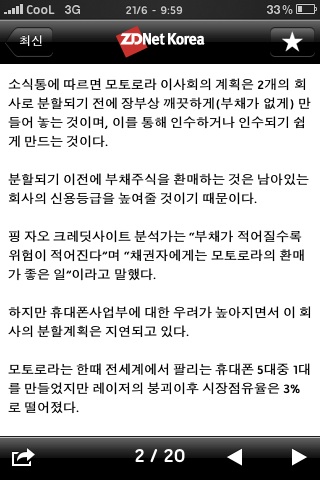 CooL 3G 21/6 - 9:59 33%
최신 ZDNet Korea
소식통에 따르면 모토로라 이사회의 계획은 2개의 회
사로 분할되기 전에 장부상 깨끗하게(부채가 없게) 만
들어 놓는 것이며, 이를 통해 인수하거나 인수되기 쉽
게 만드는 것이다.
분할되기 이전에 부채주식을 환매하는 것은 남아있는
회사의 신용등급을 높여줄 것이기 때문이다.
핑 자오 크레딧사이트 분석가는 “부채가 적어질수록
위험이 적어진다”며 “채권자에게는 모토로라의 환매
가 좋은 일”이라고 말했다.
하지만 휴대폰사업부에 대한 우려가 높아지면서 이 회
사의 분할계획은 지연되고 있다.
모토로라는 한때 전세계에서 팔리는 휴대폰 5대중 1대
를 만들었지만 레이저의 붕괴이후 시장점유율은 3%
로 떨어졌다.
2 / 20